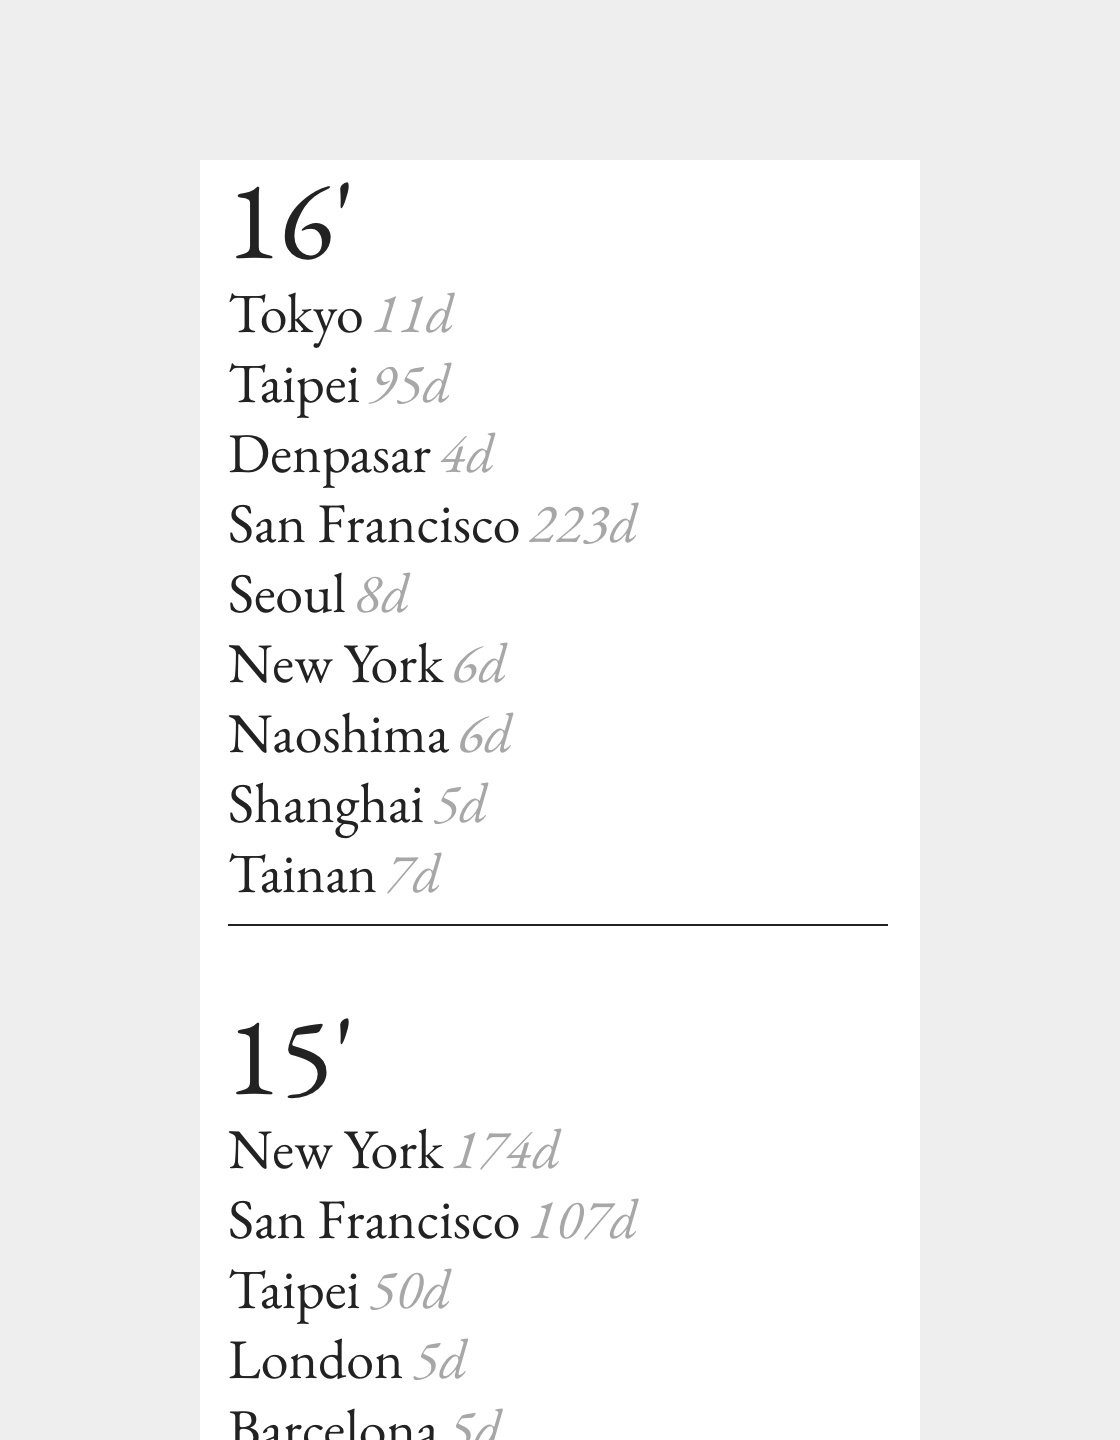 16'
Tokyo 11d
Taipei 95d
Denpasar 4d
San Francisco 223d
Seoul 8d
New York 6d
Naoshima 6d
Shanghai 5d
Tainan 7d
15'
New York 174d
San Francisco 107d
Taipei 50d
London 5d
Barcelona 5d